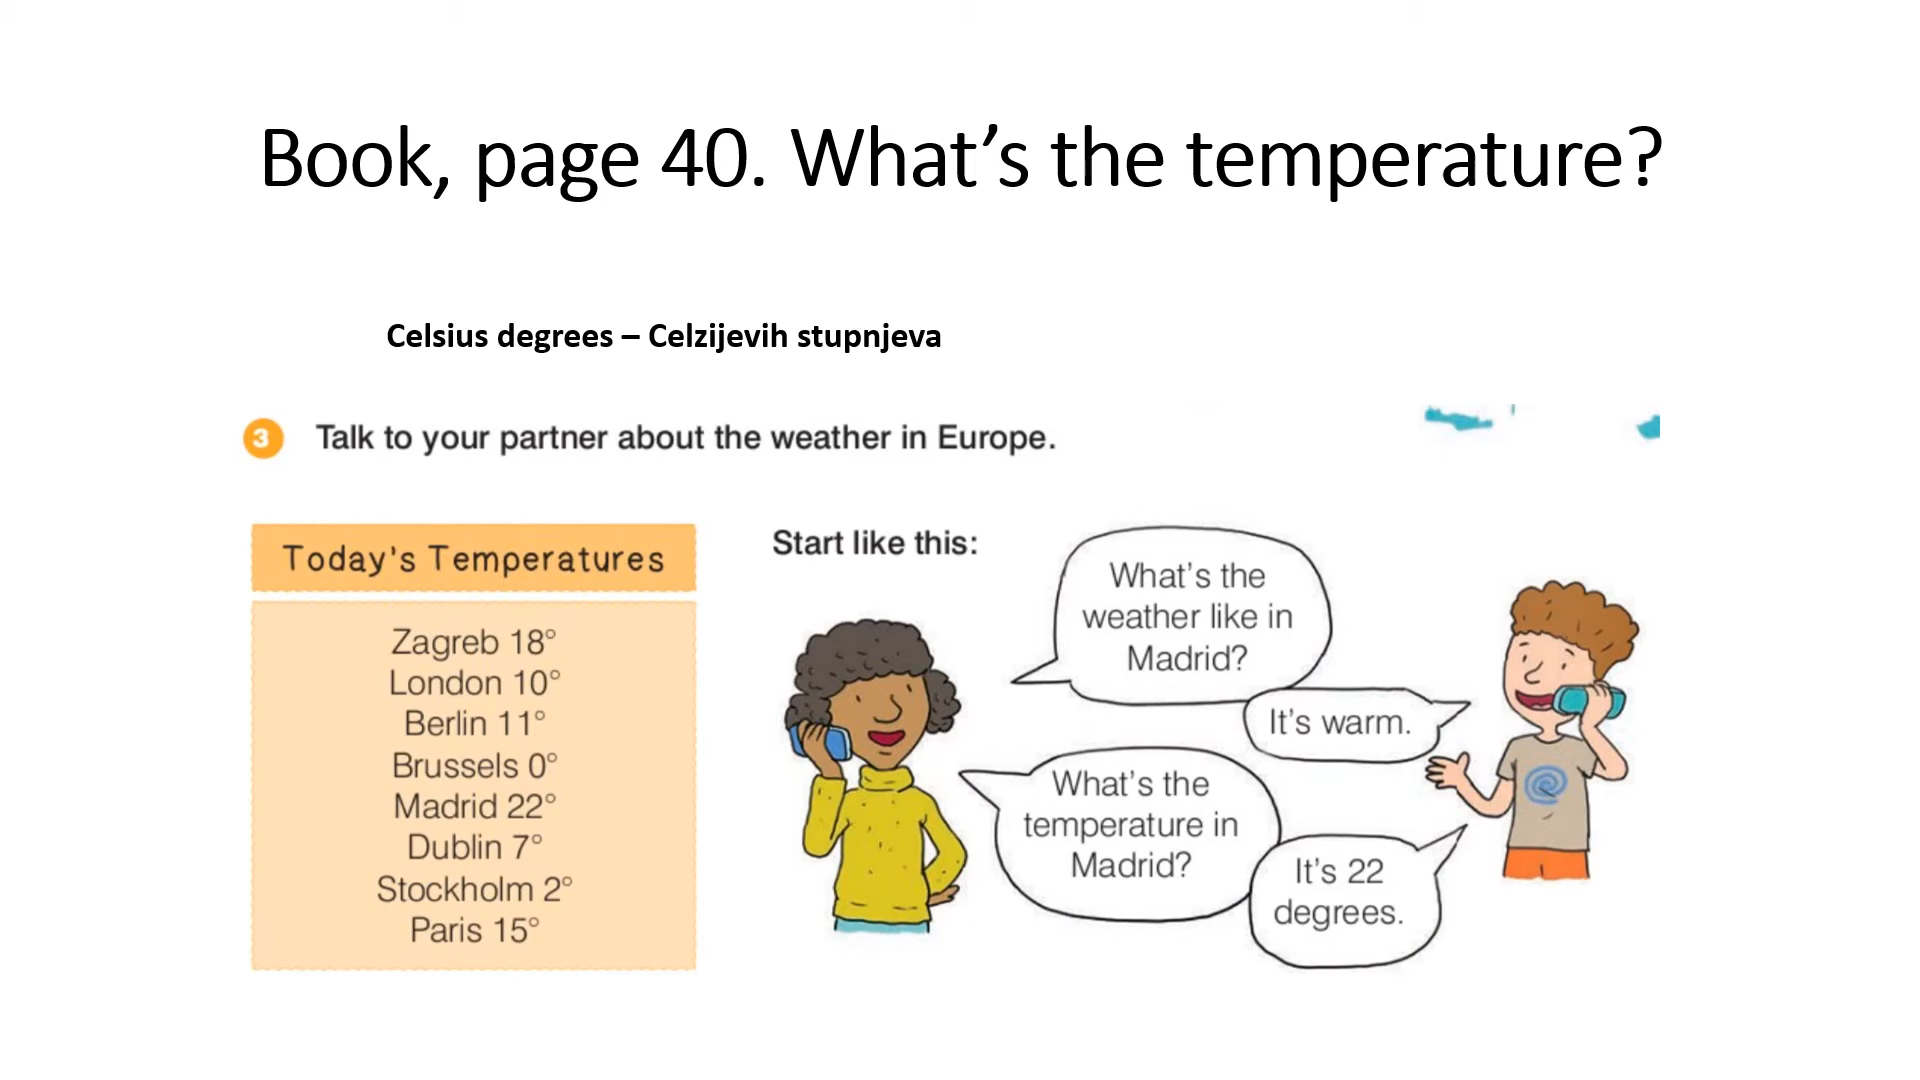 Book, page 40. What’s the temperature?
Celsius degrees – Celzijevih stupnjeva
3 Talk to your partner about the weather in Europe.
Today's Temperatures
Zagreb 18°
London 10°
Berlin 11°
Brussels 0°
Madrid 22°
Dublin 7°
Stockholm 2°
Paris 15°
Start like this:
What’s the
weather like in
Madrid?
It’s warm.
What’s the
temperature in
Madrid?
It’s 22
degrees.